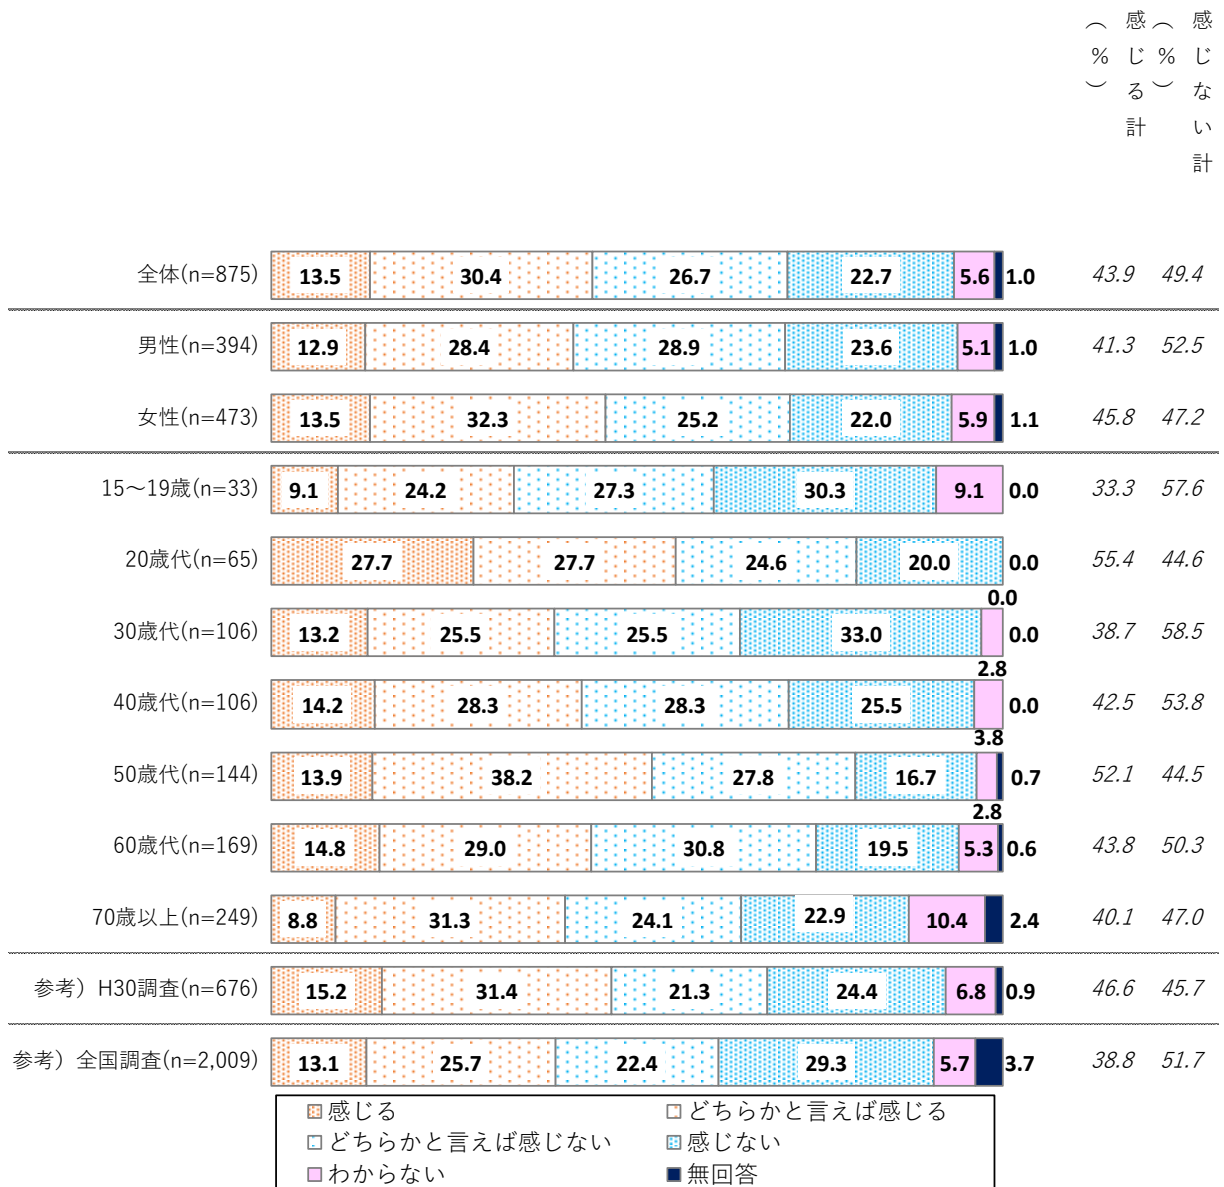 感じる計(%)
感じない計(%)
全体(n=875) 13.5 30.4 26.7 22.7 5.6 1.0 43.9 49.4
男性(n=394) 12.9 28.4 28.9 23.6 5.1 1.0 41.3 52.5
女性(n=473) 13.5 32.3 25.2 22.0 5.9 1.1 45.8 47.2
15～19歳(n=33) 9.1 24.2 27.3 30.3 9.1 0.0 33.3 57.6
20歳代(n=65) 27.7 27.7 24.6 20.0 0.0 55.4 44.6
0.0
30歳代(n=106) 13.2 25.5 25.5 33.0 0.0 38.7 58.5
2.8
40歳代(n=106) 14.2 28.3 28.3 25.5 0.0 42.5 53.8
3.8
50歳代(n=144) 13.9 38.2 27.8 16.7 0.7 52.1 44.5
2.8
60歳代(n=169) 14.8 29.0 30.8 19.5 5.3 0.6 43.8 50.3
70歳以上(n=249) 8.8 31.3 24.1 22.9 10.4 2.4 40.1 47.0
参考）H30調査(n=676) 15.2 31.4 21.3 24.4 6.8 0.9 46.6 45.7
参考）全国調査(n=2,009) 13.1 25.7 22.4 29.3 5.7 3.7 38.8 51.7
感じる どちらかと言えば感じる
どちらかと言えば感じない 感じない
わからない 無回答